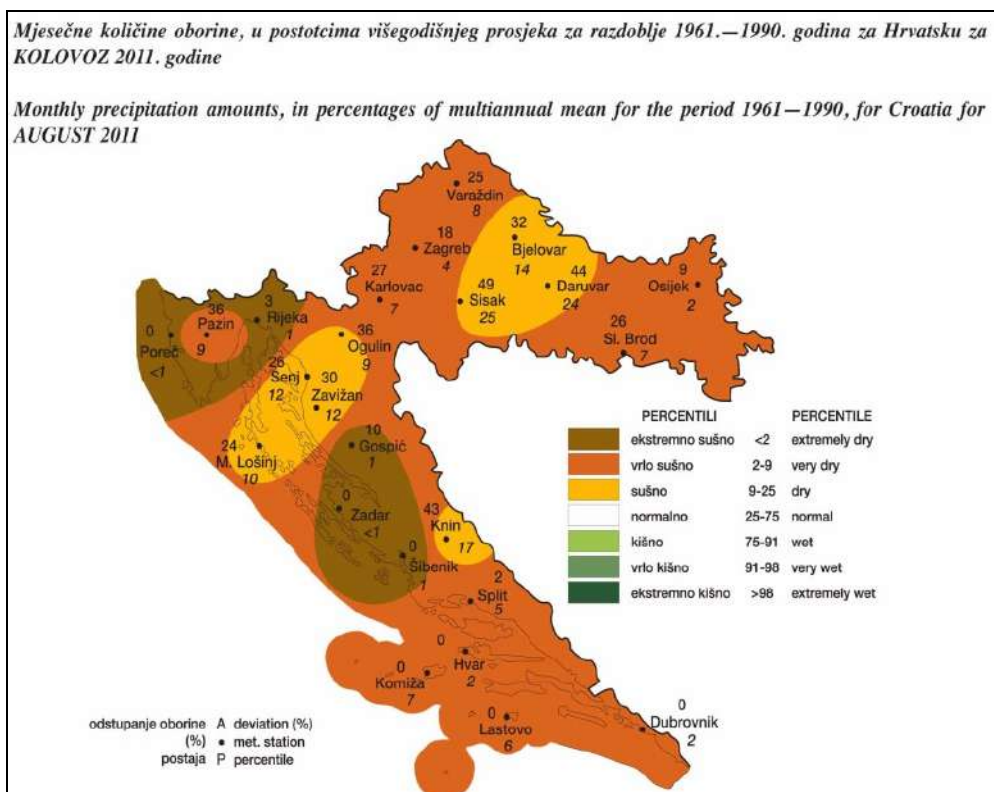 Mjesečne količine oborine, u postotcima višegodišnjeg prosjeka za razdoblje 1961.—1990. godina za Hrvatsku za
KOLOVOZ 2011. godine
Monthly precipitation amounts, in percentages of multiannual mean for the period 1961—1990, for Croatia for
AUGUST 2011
25
Varaždin
8
18
Zagreb
4
32
Bjelovar
14
27
Karlovac
7
49
Sisak
25
44
Daruvar
24
9
Osijek
2
26
Sl. Brod
7
0
Poreč
<1
36
Pazin
9
3
Rijeka
1
36
Ogulin
9
26
Senj
12
30
Zavižan
12
24
M. Lošinj
10
10
Gospić
1
0
Zadar
<1
43
Knin
17
0
Šibenik
1
2
Split
5
0
Hvar
2
0
Komiža
7
0
Lastovo
6
0
Dubrovnik
2
PERCENTILI PERCENTILE
ekstremno sušno <2 extremely dry
vrlo sušno 2-9 very dry
sušno 9-25 dry
normalno 25-75 normal
kišno 75-91 wet
vrlo kišno 91-98 very wet
ekstremno kišno >98 extremely wet
odstupanje oborine A deviation (%)
(%) • met. station
postaja P percentile